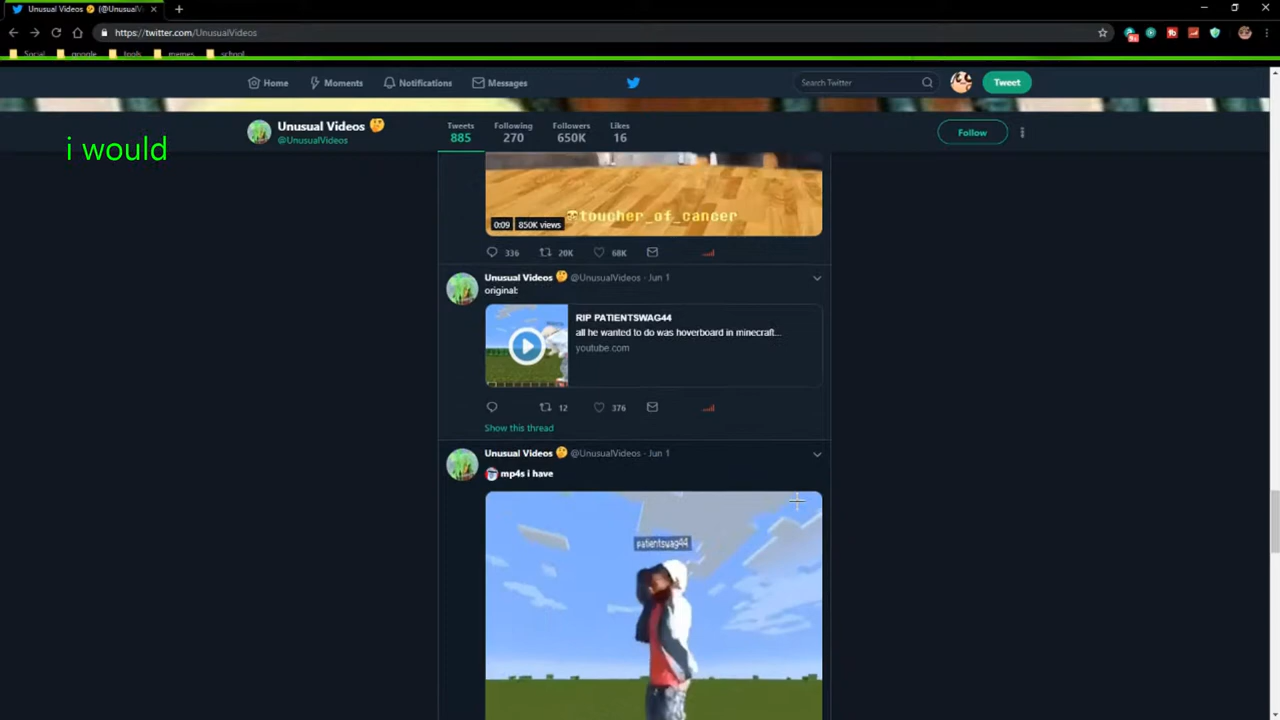 Unusual Videos 🤔 (@UnusualV
https://twitter.com/UnusualVideos
Social google tools memes school
Home Moments Notifications Messages Search Twitter Tweet
i would
Unusual Videos 🤔
@UnusualVideos
Tweets Following Followers Likes
885 270 650K 16
Follow
toucher_of_cancer
0:09 850K views
336 20K 68K
Unusual Videos 🤔 @UnusualVideos · Jun 1
original:
RIP PATIENTSWAG44
all he wanted to do was hoverboard in minecraft...
youtube.com
12 376
Show this thread
Unusual Videos 🤔 @UnusualVideos · Jun 1
mp4s i have
patientswag44